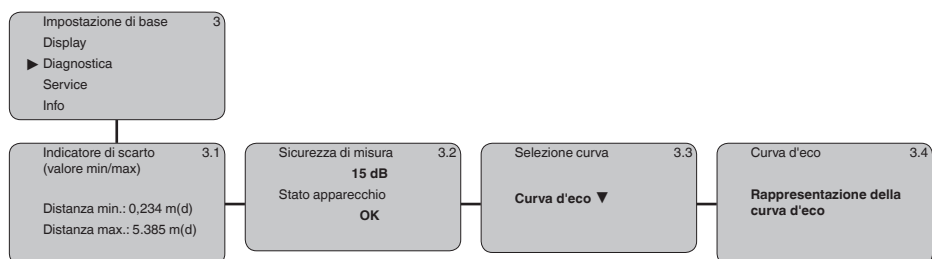 Impostazione di base 3
Display
▶ Diagnostica
Service
Info
Indicatore di scarto 3.1
(valore min/max)
Distanza min.: 0,234 m(d)
Distanza max.: 5.385 m(d)
Sicurezza di misura 3.2
15 dB
Stato apparecchio
OK
Selezione curva 3.3
Curva d'eco ▼
Curva d'eco 3.4
Rappresentazione della
curva d'eco